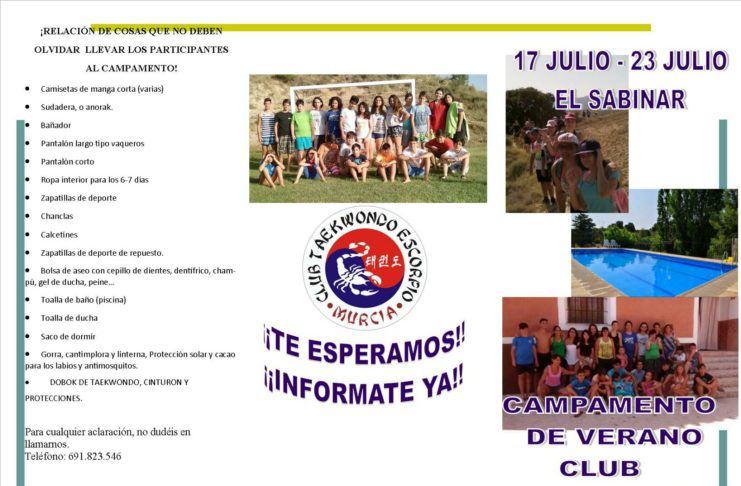 ¡RELACIÓN DE COSAS QUE NO DEBEN
OLVIDAR LLEVAR LOS PARTICIPANTES
AL CAMPAMENTO!
• Camisetas de manga corta (varias)
• Sudadera, o anorak.
• Bañador
• Pantalón largo tipo vaqueros
• Pantalón corto
• Ropa interior para los 6-7 días
• Zapatillas de deporte
• Chanclas
• Calcetines
• Zapatillas de deporte de repuesto.
• Bolsa de aseo con cepillo de dientes, dentífrico, cham-
pú, gel de ducha, peine...
• Toalla de baño (piscina)
• Toalla de ducha
• Saco de dormir
• Gorra, cantimplora y linterna, Protección solar y cacao
para los labios y antimosquitos.
• DOBOK DE TAEKWONDO, CINTURON Y
PROTECCIONES.
Para cualquier aclaración, no dudéis en
llamarnos.
Teléfono: 691.823.546
CLUB TAEKWONDO ESCORPIO
태권도
• MURCIA •
¡¡TE ESPERAMOS!!
¡¡INFORMATE YA!!
17 JULIO - 23 JULIO
EL SABINAR
CAMPAMENTO
DE VERANO
CLUB